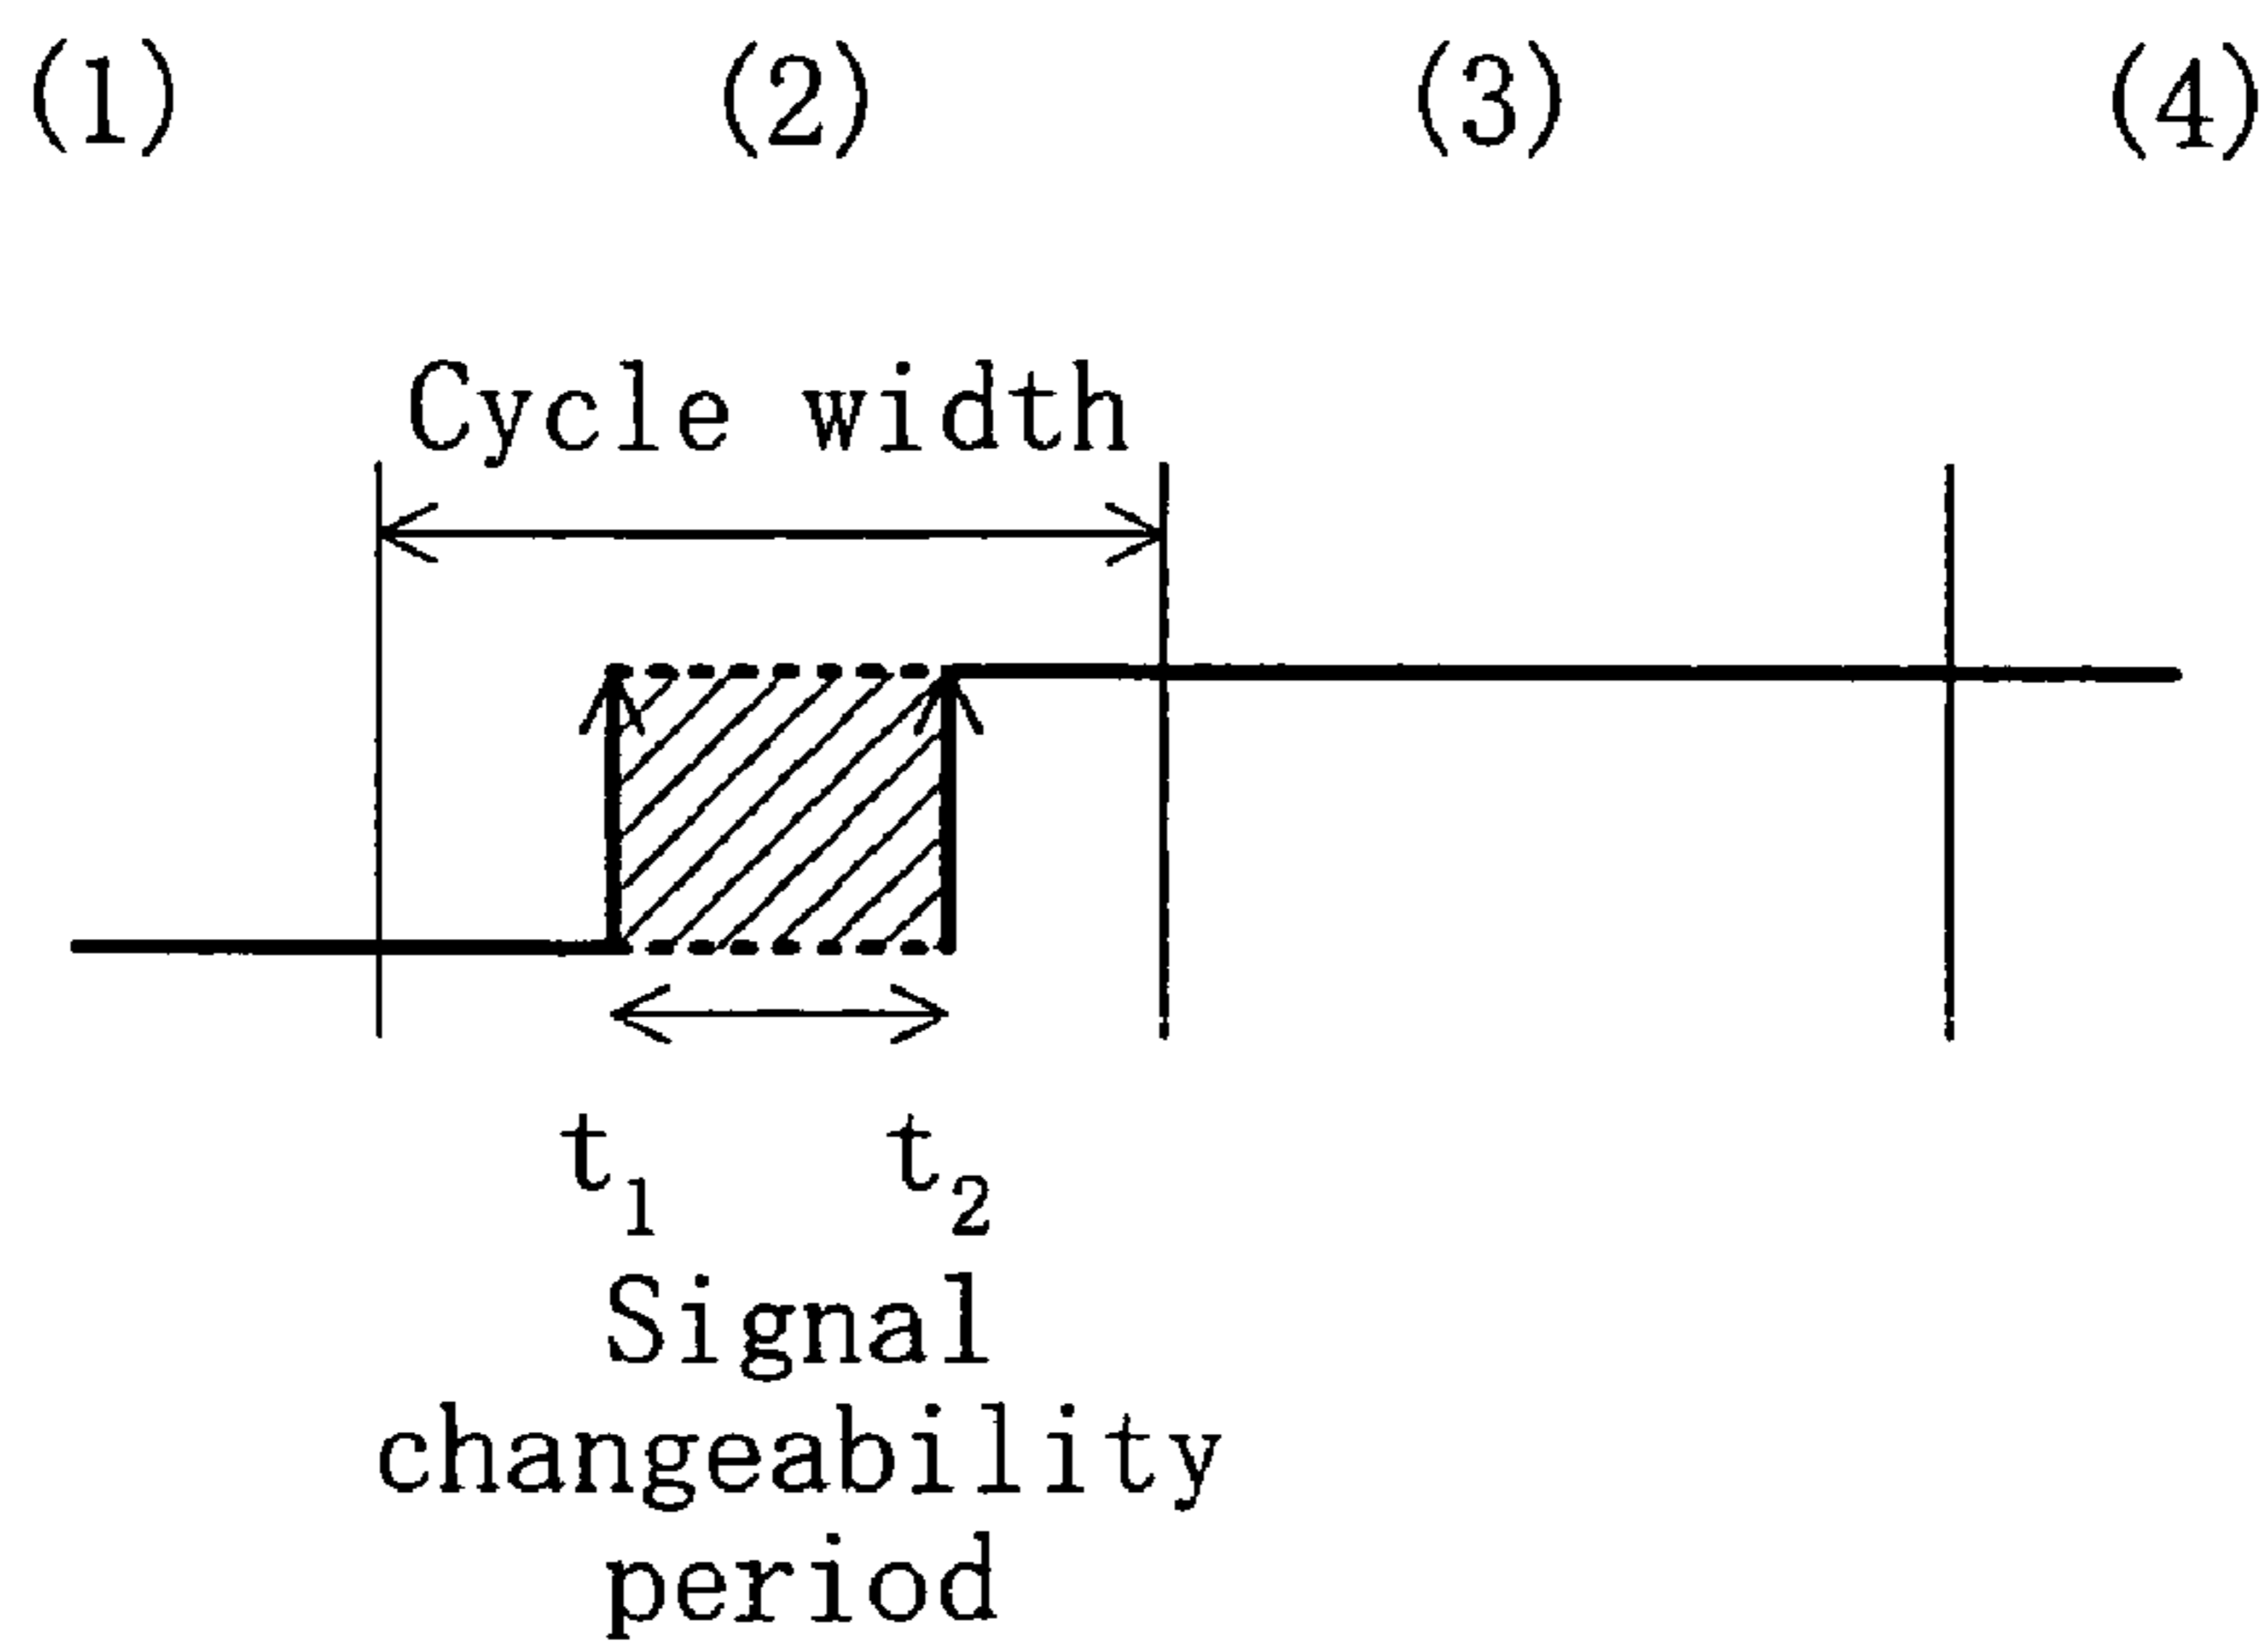 (1) (2) (3) (4)
Cycle width
t₁ t₂
Signal
changeability
period